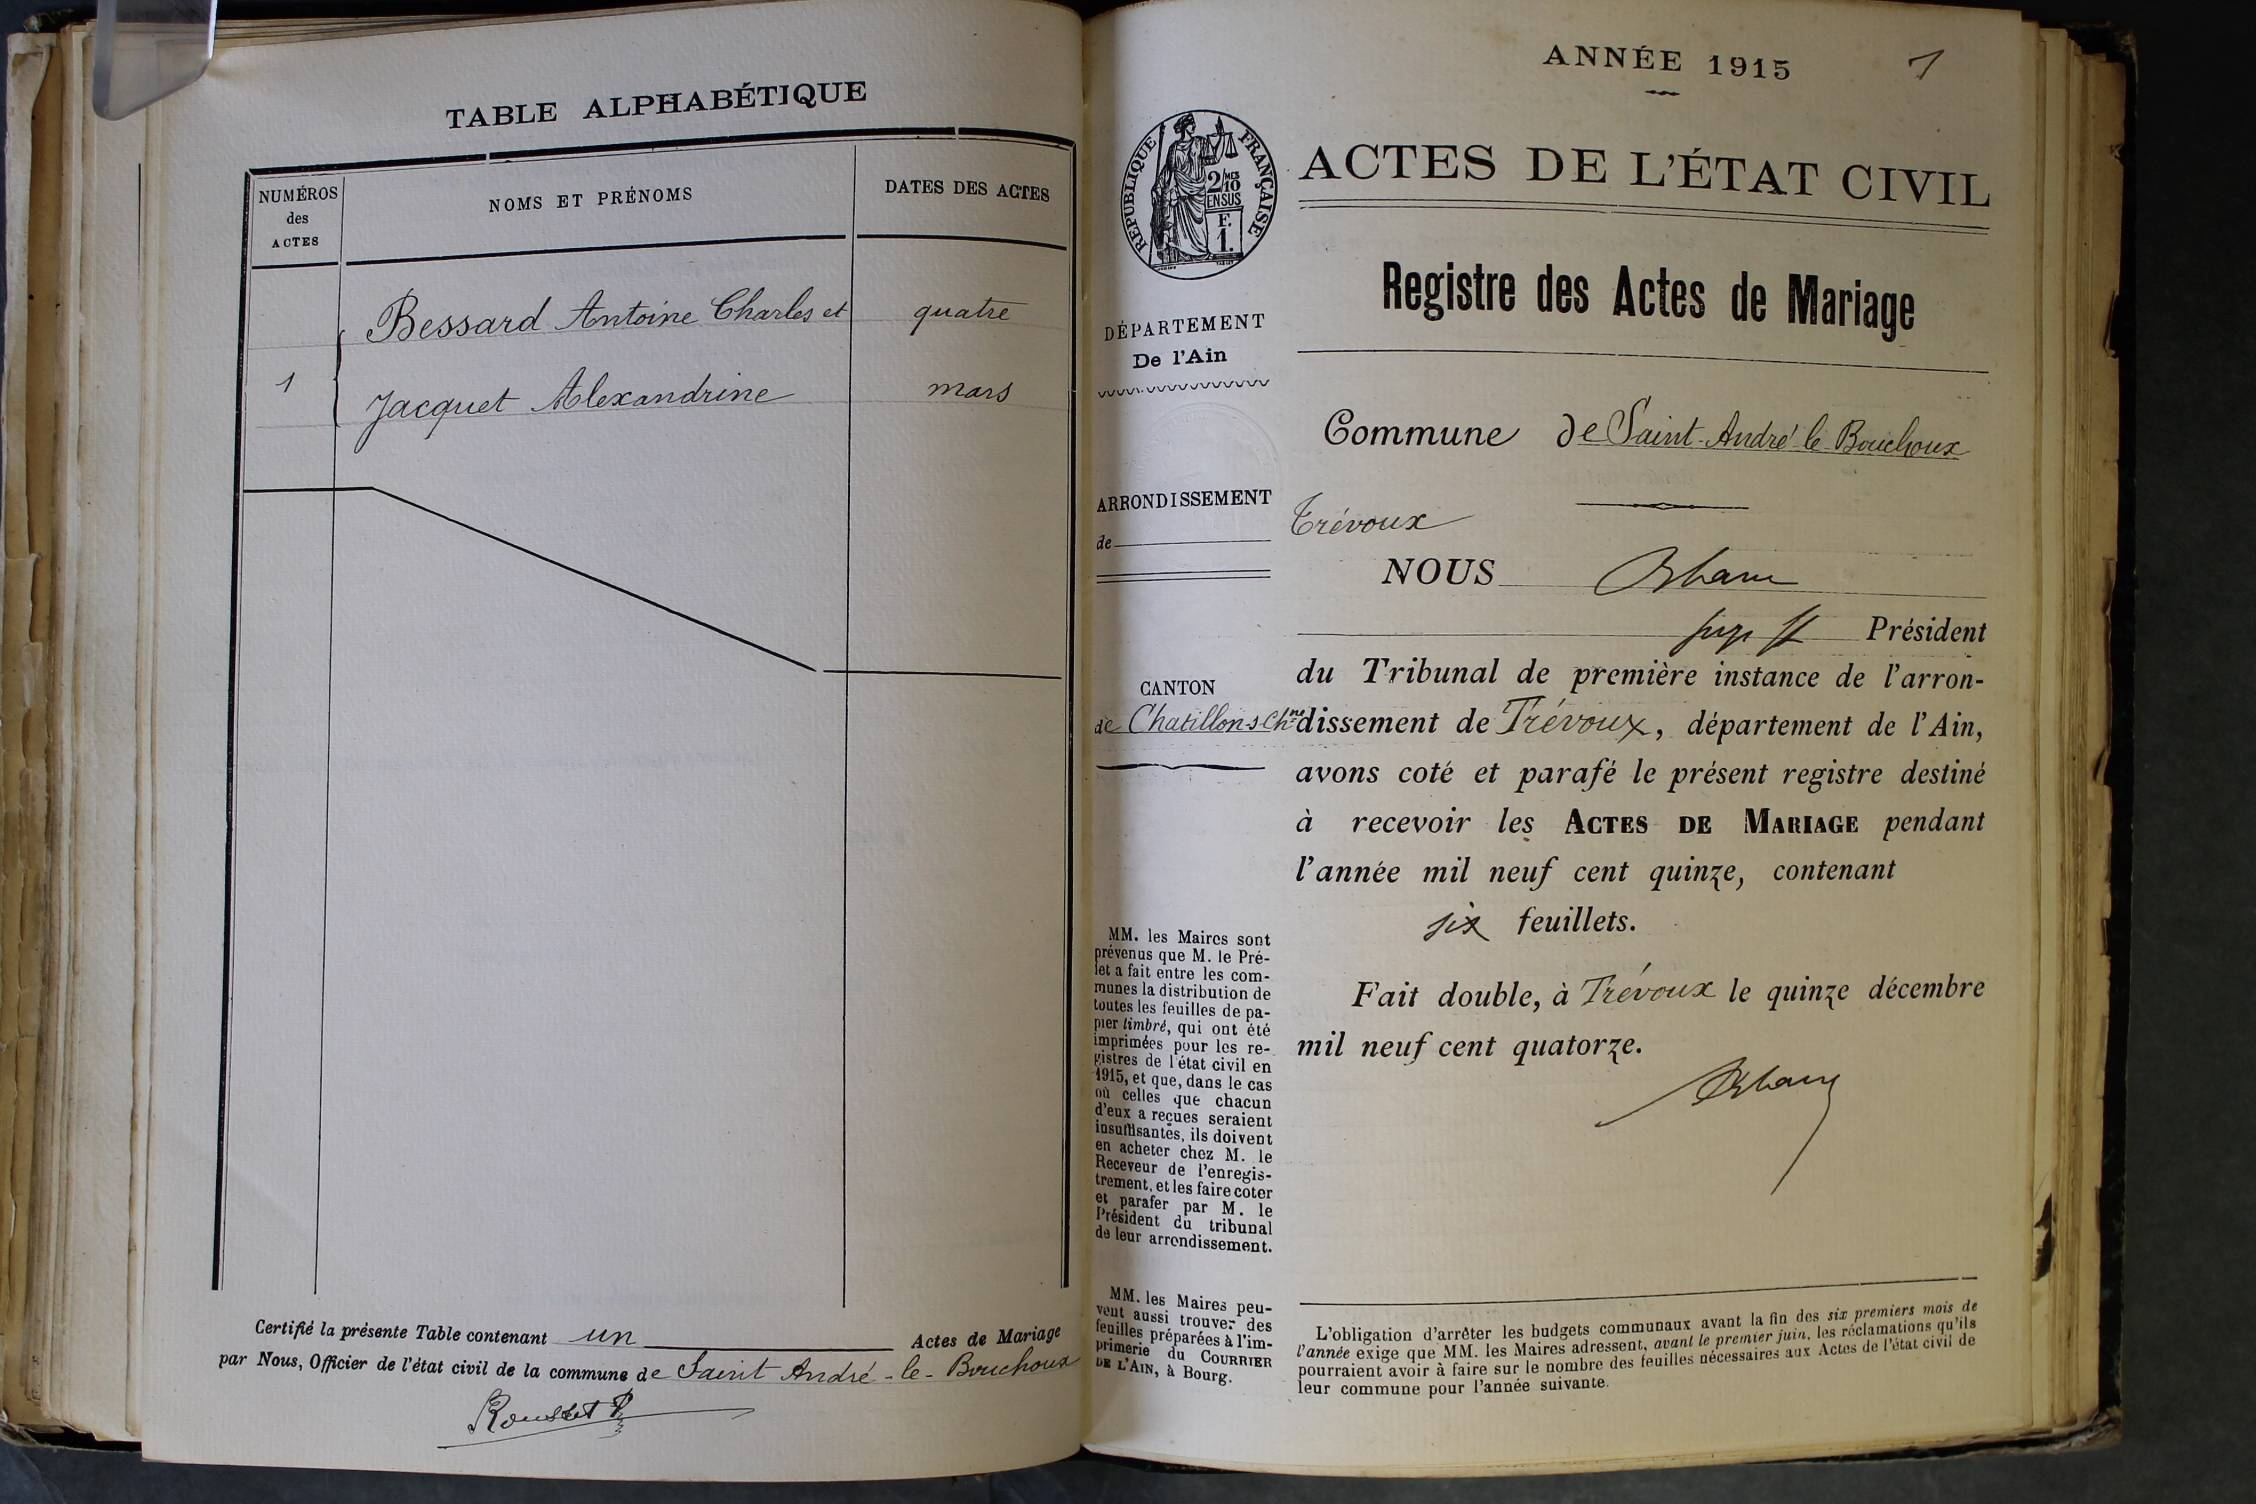 TABLE ALPHABÉTIQUE
NUMÉROS
des
ACTES
NOMS ET PRÉNOMS
DATES DES ACTES
Bessard Antoine Charles et
quatre
1
Jacquet Alexandrine
mars
Certifié la présente Table contenant un Actes de Mariage
par Nous, Officier de l'état civil de la commune de Saint André-le-Bouchoux
Rousset
ANNÉE 1915
1
RÉPUBLIQUE FRANÇAISE
2/10 MES
EN SUS
F.
1.
DÉPARTEMENT
De l'Ain
ARRONDISSEMENT
de
Trévoux
CANTON
de Chatillon-s-Chne
MM. les Maires sont
prévenus que M. le Pré-
fet a fait entre les com-
munes la distribution de
toutes les feuilles de pa-
pier timbré, qui ont été
imprimées pour les re-
gistres de l'état civil en
1915, et que, dans le cas
où celles que chacun
d'eux a reçues seraient
insuffisantes, ils doivent
en acheter chez M. le
Receveur de l'enregis-
trement, et les faire coter
et parafer par M. le
Président du tribunal
de leur arrondissement.
MM. les Maires peu-
vent aussi trouver des
feuilles préparées à l'im-
primerie du COURRIER
DE L'AIN, à Bourg.
ACTES DE L'ÉTAT CIVIL
Registre des Actes de Mariage
Commune de Saint-André-le-Bouchoux
NOUS
Président
du Tribunal de première instance de l'arron-
dissement de Trévoux, département de l'Ain,
avons coté et parafé le présent registre destiné
à recevoir les ACTES DE MARIAGE pendant
l'année mil neuf cent quinze, contenant
six feuillets.
Fait double, à Trévoux le quinze décembre
mil neuf cent quatorze.
L'obligation d'arrêter les budgets communaux avant la fin des six premiers mois de
l'année exige que MM. les Maires adressent, avant le premier juin, les réclamations qu'ils
pourraient avoir à faire sur le nombre des feuilles nécessaires aux Actes de l'état civil de
leur commune pour l'année suivante.